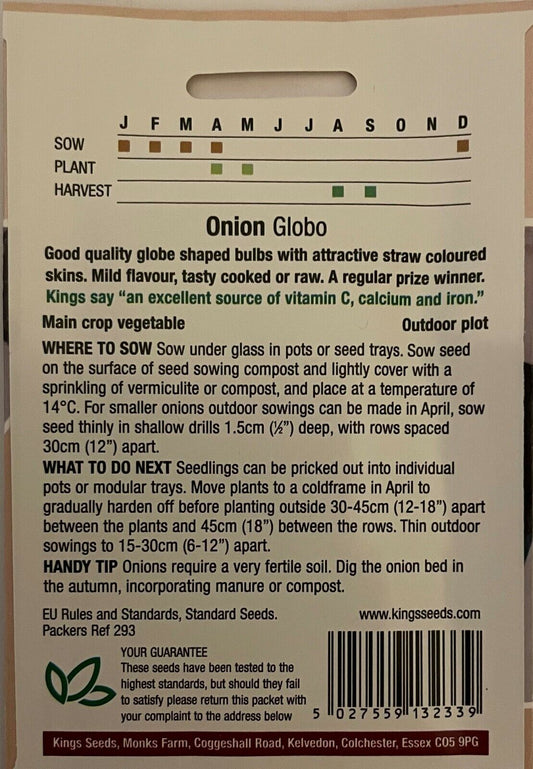 J F M A M J J A S O N D
SOW
PLANT
HARVEST
Onion Globo
Good quality globe shaped bulbs with attractive straw coloured
skins. Mild flavour, tasty cooked or raw. A regular prize winner.
Kings say “an excellent source of vitamin C, calcium and iron.”
Main crop vegetable Outdoor plot
WHERE TO SOW Sow under glass in pots or seed trays. Sow seed
on the surface of seed sowing compost and lightly cover with a
sprinkling of vermiculite or compost, and place at a temperature of
14°C. For smaller onions outdoor sowings can be made in April, sow
seed thinly in shallow drills 1.5cm (½”) deep, with rows spaced
30cm (12”) apart.
WHAT TO DO NEXT Seedlings can be pricked out into individual
pots or modular trays. Move plants to a coldframe in April to
gradually harden off before planting outside 30-45cm (12-18”) apart
between the plants and 45cm (18”) between the rows. Thin outdoor
sowings to 15-30cm (6-12”) apart.
HANDY TIP Onions require a very fertile soil. Dig the onion bed in
the autumn, incorporating manure or compost.
EU Rules and Standards, Standard Seeds. www.kingsseeds.com
Packers Ref 293
YOUR GUARANTEE
These seeds have been tested to the
highest standards, but should they fail
to satisfy please return this packet with
your complaint to the address below
5 027559 132339
Kings Seeds, Monks Farm, Coggeshall Road, Kelvedon, Colchester, Essex CO5 9PG